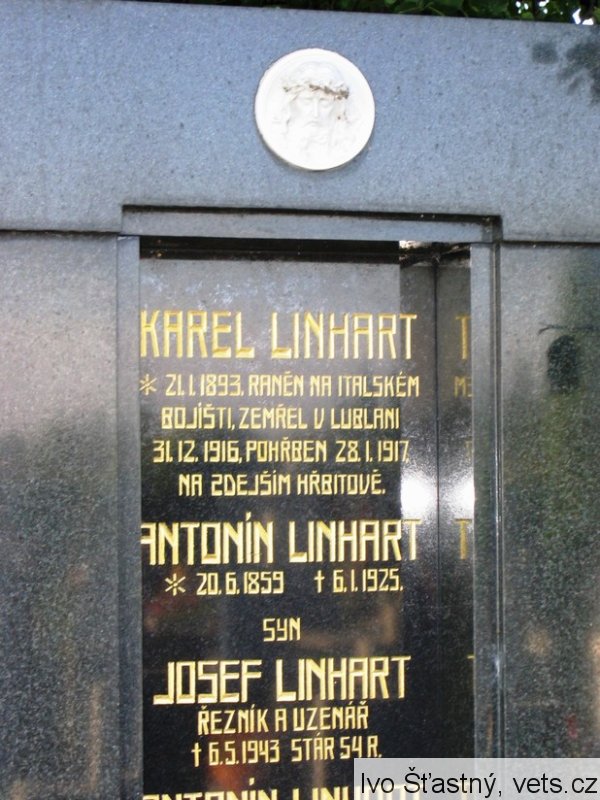 KAREL LINHART
* 21.1.1893. RANĚN NA ITALSKÉM
BOJIŠTI, ZEMŘEL V LUBLANI
31.12.1916, POHŘBEN 28.1.1917
NA ZDEJŠÍM HŘBITOVĚ.
ANTONÍN LINHART
* 20.6.1859 † 6.1.1925.
SYN
JOSEF LINHART
ŘEZNÍK A UZENÁŘ
† 6.5.1943 STÁR 54 R.
ANTONÍN LINHART
Ivo Šťastný, vets.cz